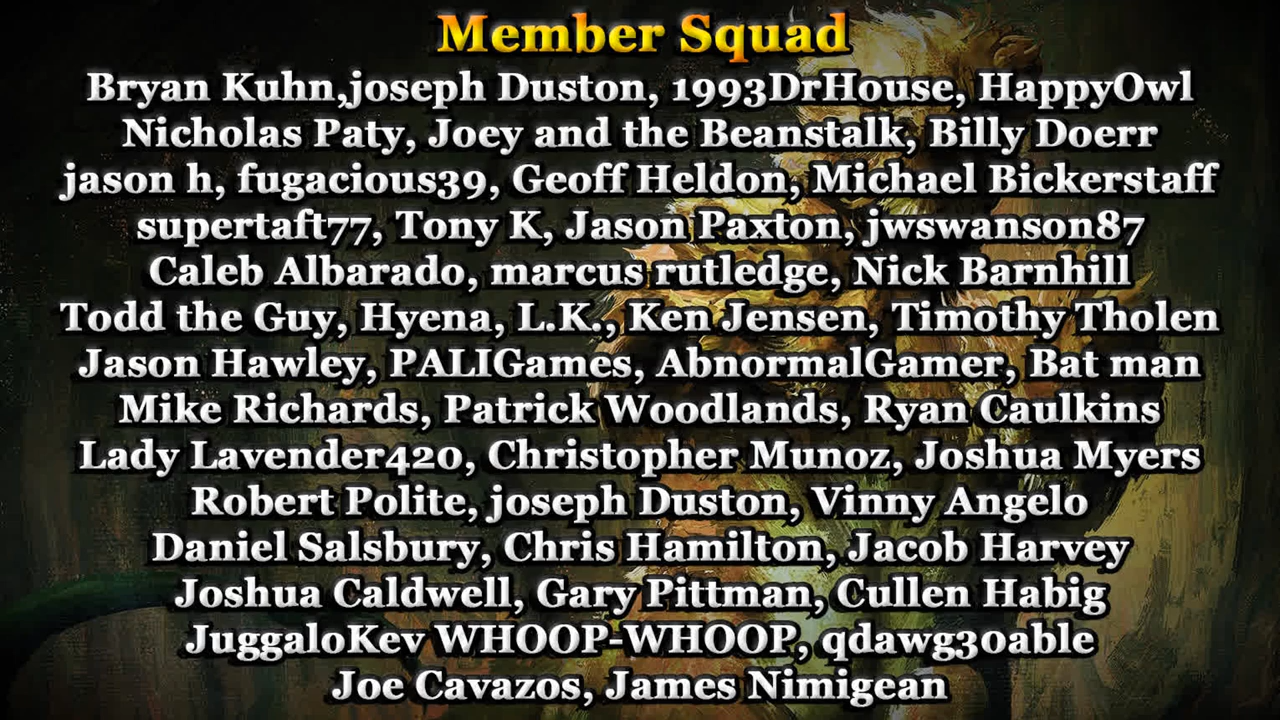 Member Squad
Bryan Kuhn,joseph Duston, 1993DrHouse, HappyOwl
Nicholas Paty, Joey and the Beanstalk, Billy Doerr
jason h, fugacious39, Geoff Heldon, Michael Bickerstaff
supertaft77, Tony K, Jason Paxton, jwswanson87
Caleb Albarado, marcus rutledge, Nick Barnhill
Todd the Guy, Hyena, L.K., Ken Jensen, Timothy Tholen
Jason Hawley, PALIGames, AbnormalGamer, Bat man
Mike Richards, Patrick Woodlands, Ryan Caulkins
Lady Lavender420, Christopher Munoz, Joshua Myers
Robert Polite, joseph Duston, Vinny Angelo
Daniel Salsbury, Chris Hamilton, Jacob Harvey
Joshua Caldwell, Gary Pittman, Cullen Habig
JuggaloKev WHOOP-WHOOP, qdawg30able
Joe Cavazos, James Nimigean